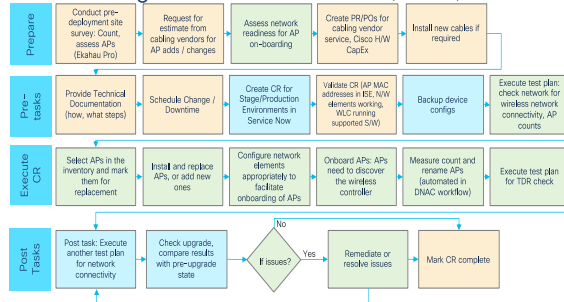 Prepare
Conduct pre-
deployment site
survey: Count,
assess APs
(Ekahau Pro)
Request for
estimate from
cabling vendors for
AP adds / changes
Assess network
readiness for AP
on-boarding
Create PR/POs for
cabling vendor
service, Cisco H/W
CapEx
Install new cables if
required
Pre-
tasks
Provide Technical
Documentation
(how, what steps)
Schedule Change /
Downtime
Create CR for
Stage/Production
Environments in
Service Now
Validate CR (AP MAC
addresses in ISE, N/W
elements working,
WLC running
supported S/W)
Backup device
configs
Execute test plan:
check network for
wireless network
connectivity, AP
counts
Execute
CR
Select APs in the
inventory and mark
them for
replacement
Install and replace
APs, or add new
ones
Configure network
elements
appropriately to
facilitate
onboarding of APs
Onboard APs: APs
need to discover
the wireless
controller
Measure count and
rename APs
(automated in
DNAC workflow)
Execute test plan
for TDR check
Post
Tasks
Post task: Execute
another test plan
for network
connectivity
Check upgrade,
compare results
with pre-upgrade
state
If issues?
No
Yes
Remediate or
resolve issues
Mark CR complete